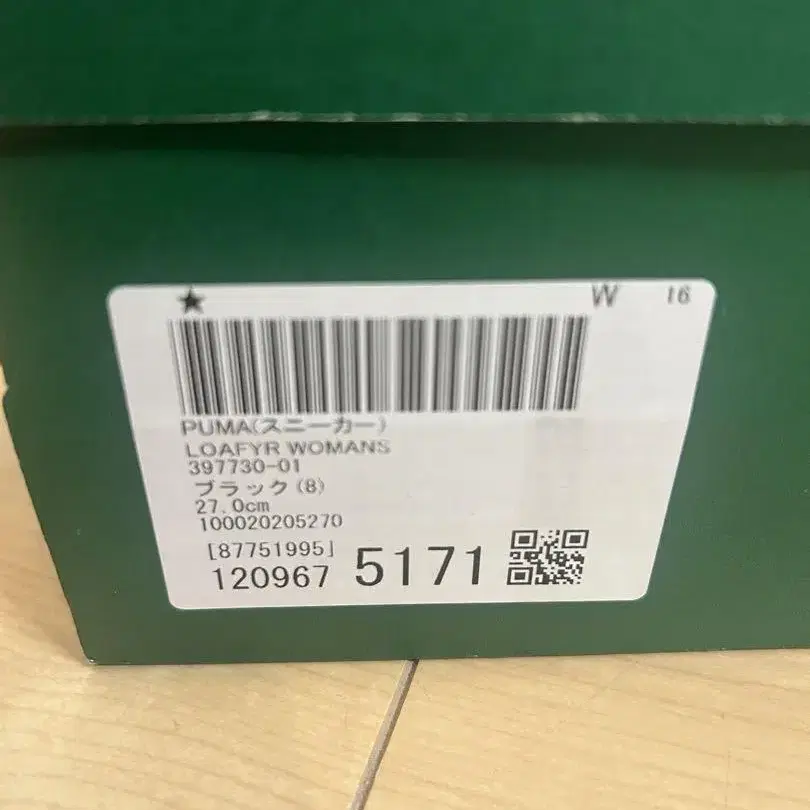 ★ W 16
PUMA(スニーカー)
LOAFYR WOMANS
397730-01
ブラック(8)
27.0cm
100020205270
[87751995]
120967 5171